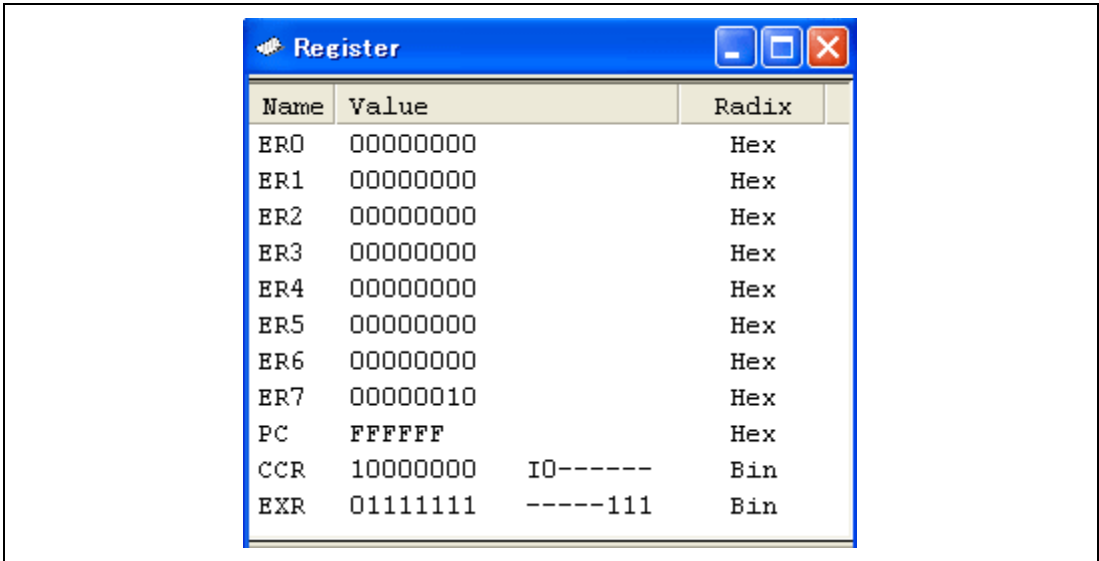 Register
Name Value Radix
ER0 00000000 Hex
ER1 00000000 Hex
ER2 00000000 Hex
ER3 00000000 Hex
ER4 00000000 Hex
ER5 00000000 Hex
ER6 00000000 Hex
ER7 00000010 Hex
PC FFFFFF Hex
CCR 10000000 I0------ Bin
EXR 01111111 -----111 Bin